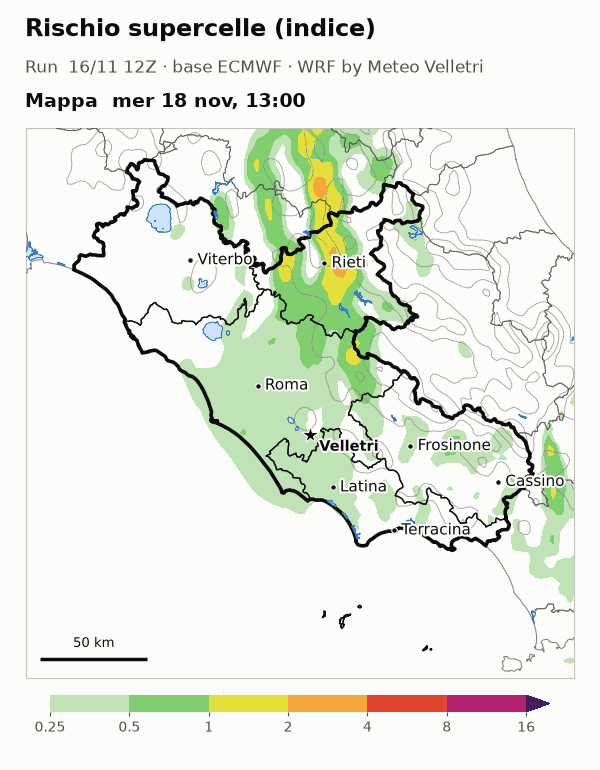 Rischio supercelle (indice)
Run  16/11 12Z · base ECMWF · WRF by Meteo Velletri
Mappa  mer 18 nov, 13:00
Viterbo
Rieti
Roma
Velletri
Frosinone
Latina
Cassino
Terracina
50 km
0.25 0.5 1 2 4 8 16